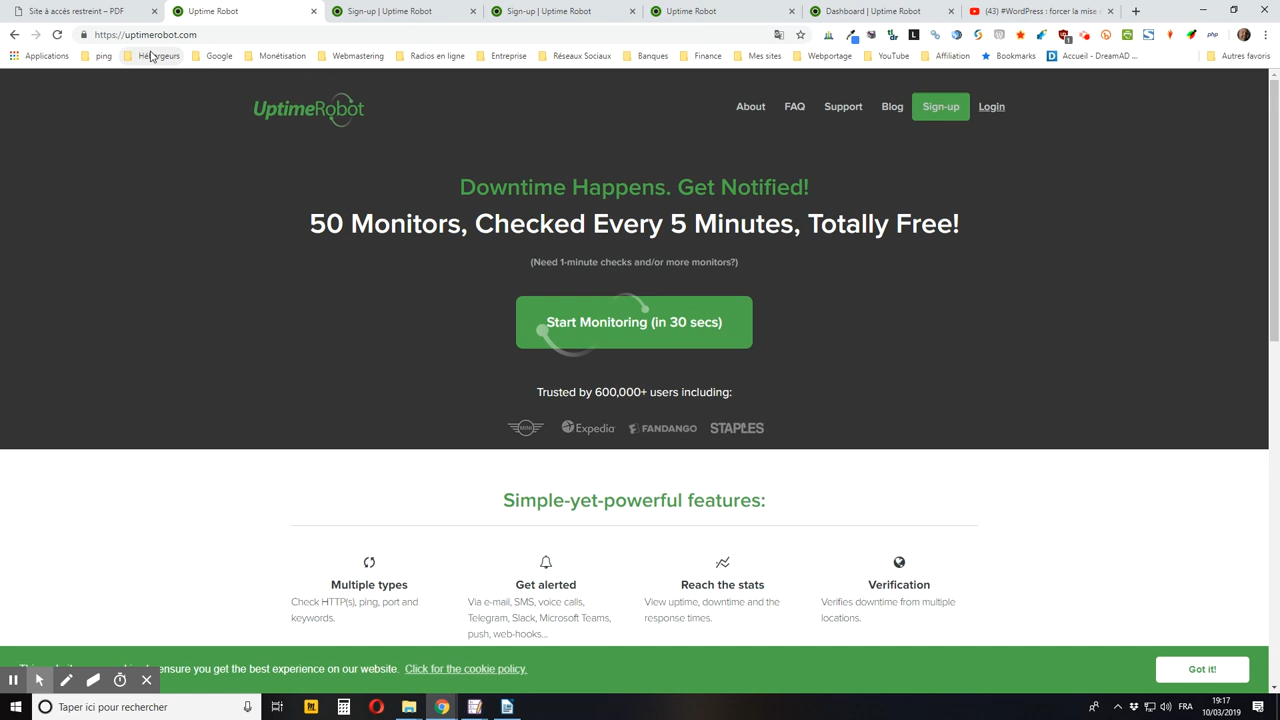 Site à accès restreint – PDF
Uptime Robot
Sign-up | Uptime Robot
Sign-up | Uptime Robot
Uptime Robot
Dashboard | Uptime Robot
(43) #WordPress : forcer la mise
https://uptimerobot.com
Applications
ping
Hébergeurs
Google
Monétisation
Webmastering
Radios en ligne
Entreprise
Réseaux Sociaux
Banques
Finance
Mes sites
Webportage
YouTube
Affiliation
Bookmarks
Accueil - DreamAD ...
Autres favoris
UptimeRobot
About
FAQ
Support
Blog
Sign-up
Login
Downtime Happens. Get Notified!
50 Monitors, Checked Every 5 Minutes, Totally Free!
(Need 1-minute checks and/or more monitors?)
Start Monitoring (in 30 secs)
Trusted by 600,000+ users including:
MINI
Expedia
FANDANGO
STAPLES
Simple-yet-powerful features:
Multiple types
Check HTTP(s), ping, port and
keywords.
Get alerted
Via e-mail, SMS, voice calls,
Telegram, Slack, Microsoft Teams,
push, web-hooks...
Reach the stats
View uptime, downtime and the
response times.
Verification
Verifies downtime from multiple
locations.
ensure you get the best experience on our website. Click for the cookie policy.
Got it!
Taper ici pour rechercher
FRA
19:17
10/03/2019